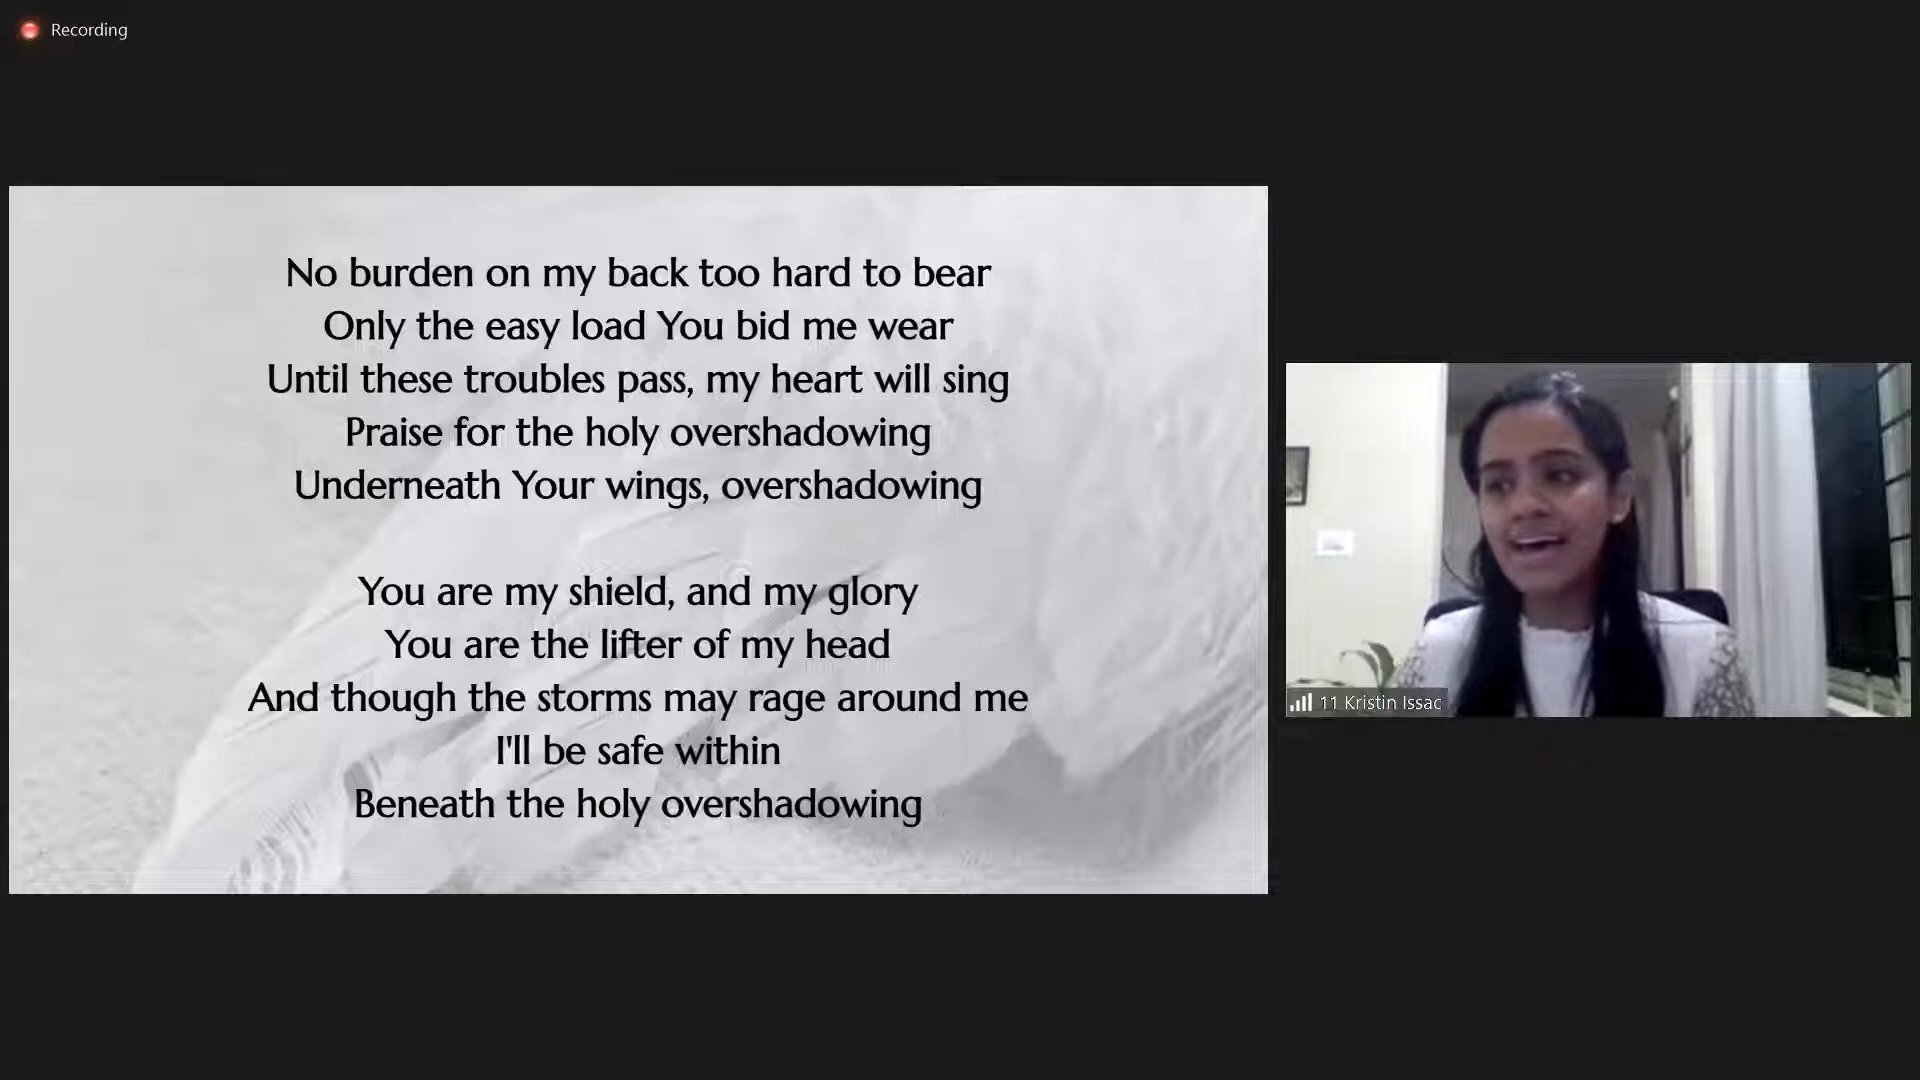 Recording
No burden on my back too hard to bear
Only the easy load You bid me wear
Until these troubles pass, my heart will sing
Praise for the holy overshadowing
Underneath Your wings, overshadowing
You are my shield, and my glory
You are the lifter of my head
And though the storms may rage around me
I'll be safe within
Beneath the holy overshadowing
11 Kristin Issac